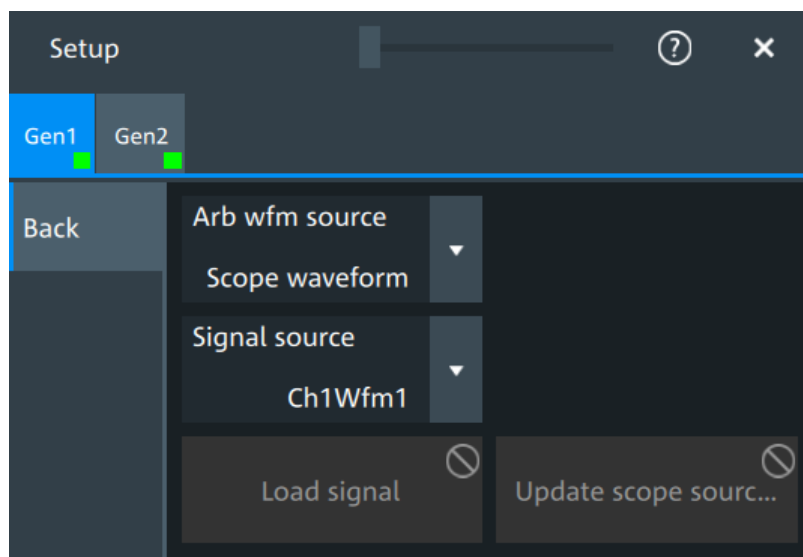 Setup
?
Gen1
Gen2
Back
Arb wfm source
Scope waveform
Signal source
Ch1Wfm1
Load signal
Update scope sourc...